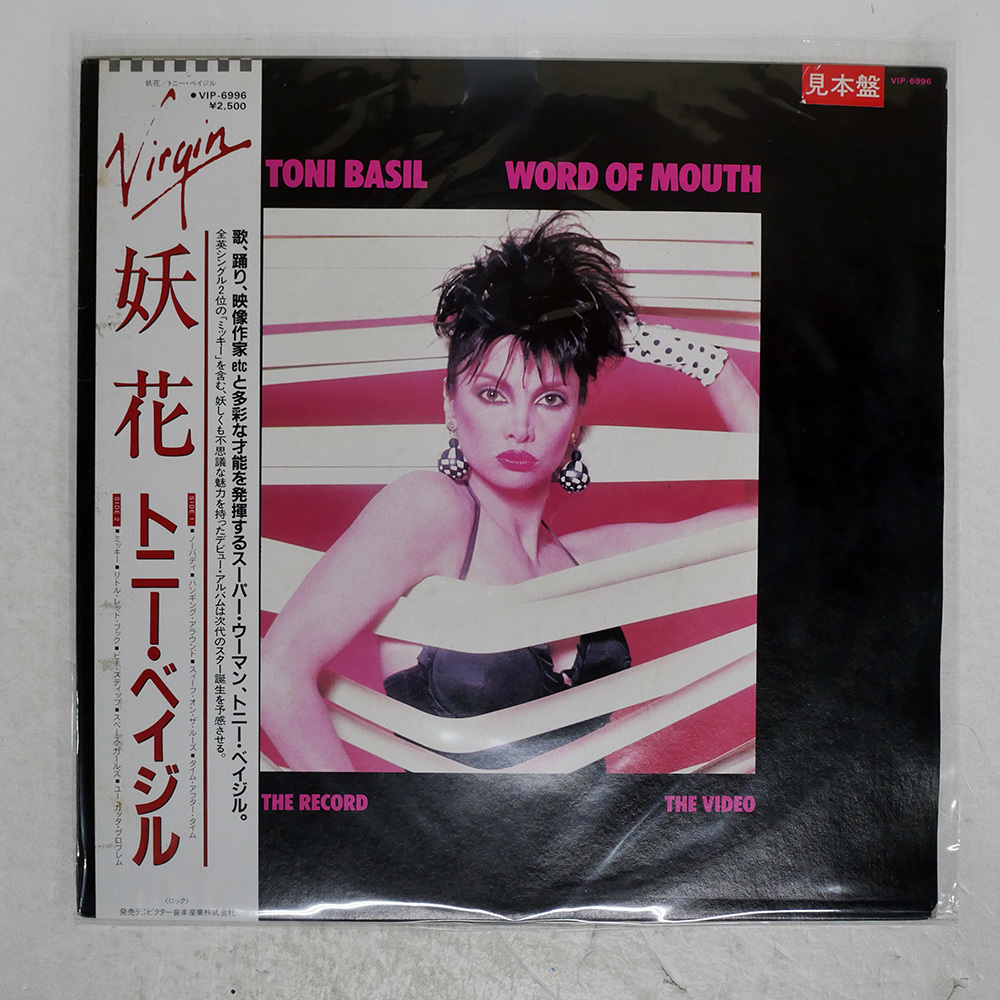 妖花／トニー・ベイジル
●VIP-6996
¥2,500
Virgin
妖花 トニー・ベイジル
歌、踊り、映像作家etcと多彩な才能を発揮するスーパー・ウーマン、トニー・ベイジル。
全英シングル2位の「ミッキー」を含む、妖しくも不思議な魅力を持ったデビュー・アルバムは次代のスター誕生を予感させる。
SIDE 1 ■ノーバディ■ハンギング・アラウンド■スィーフ・オン・ザ・ルーズ■タイム・アフター・タイム
SIDE 2 ■ミッキー■リトル・レッド・ブック■ビー・スティッフ■スペース・ガールズ■ユー・ガッタ・プロブレム
〈ロック〉
発売元:ビクター音楽産業株式会社
見本盤
VIP-6996
TONI BASIL
WORD OF MOUTH
THE RECORD
THE VIDEO